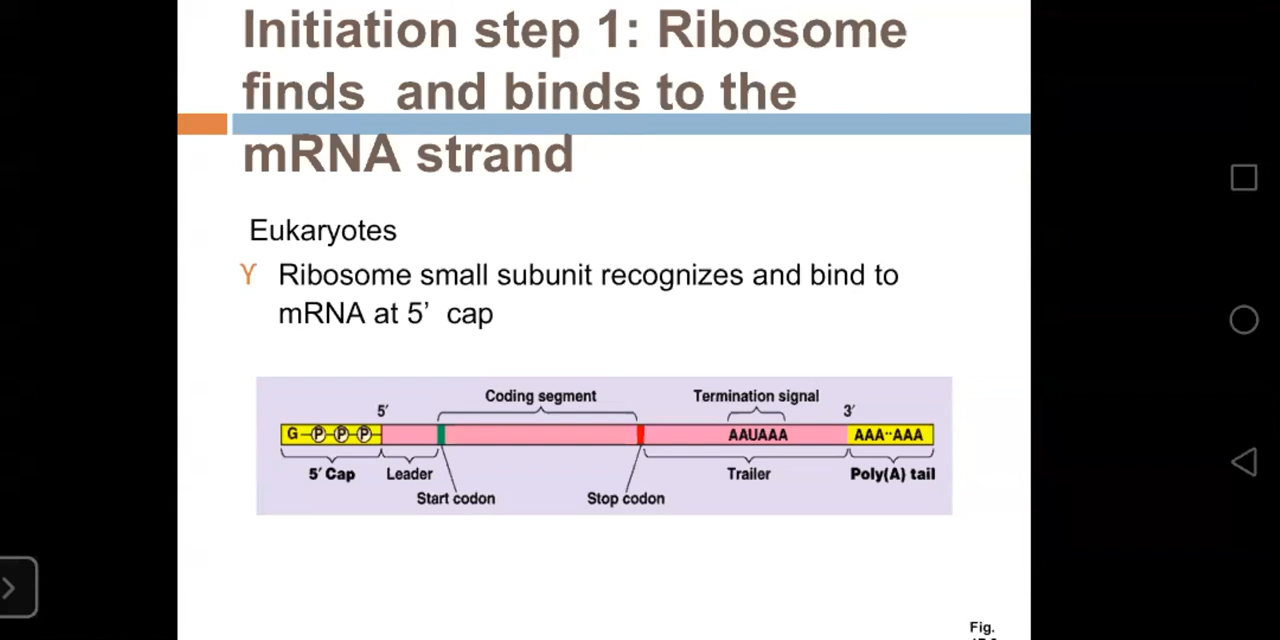 Initiation step 1: Ribosome
finds and binds to the
mRNA strand
Eukaryotes
Ribosome small subunit recognizes and bind to
mRNA at 5’ cap
Coding segment
Termination signal
5′
3′
G P P P
AAUAAA
AAA··AAA
5′ Cap
Leader
Trailer
Poly(A) tail
Start codon
Stop codon
Fig.